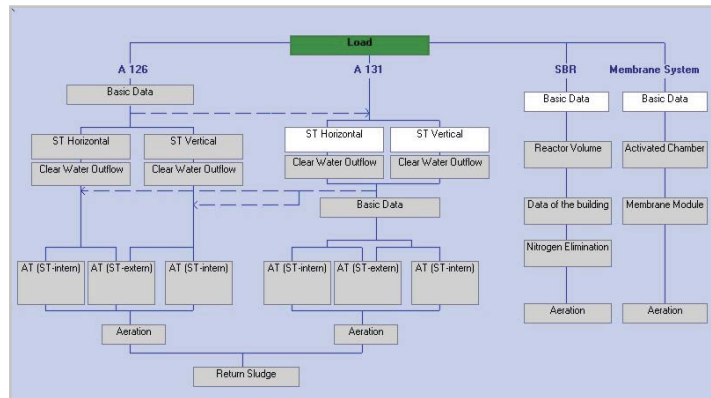 Load
A 126
A 131
SBR
Membrane System
Basic Data
Basic Data
Basic Data
ST Horizontal
ST Vertical
ST Horizontal
ST Vertical
Clear Water Outflow
Clear Water Outflow
Clear Water Outflow
Clear Water Outflow
Reactor Volume
Activated Chamber
Basic Data
Data of the building
Membrane Module
Nitrogen Elimination
AT (ST-intern)
AT (ST-extern)
AT (ST-intern)
AT (ST-intern)
AT (ST-extern)
AT (ST-intern)
Aeration
Aeration
Aeration
Aeration
Return Sludge